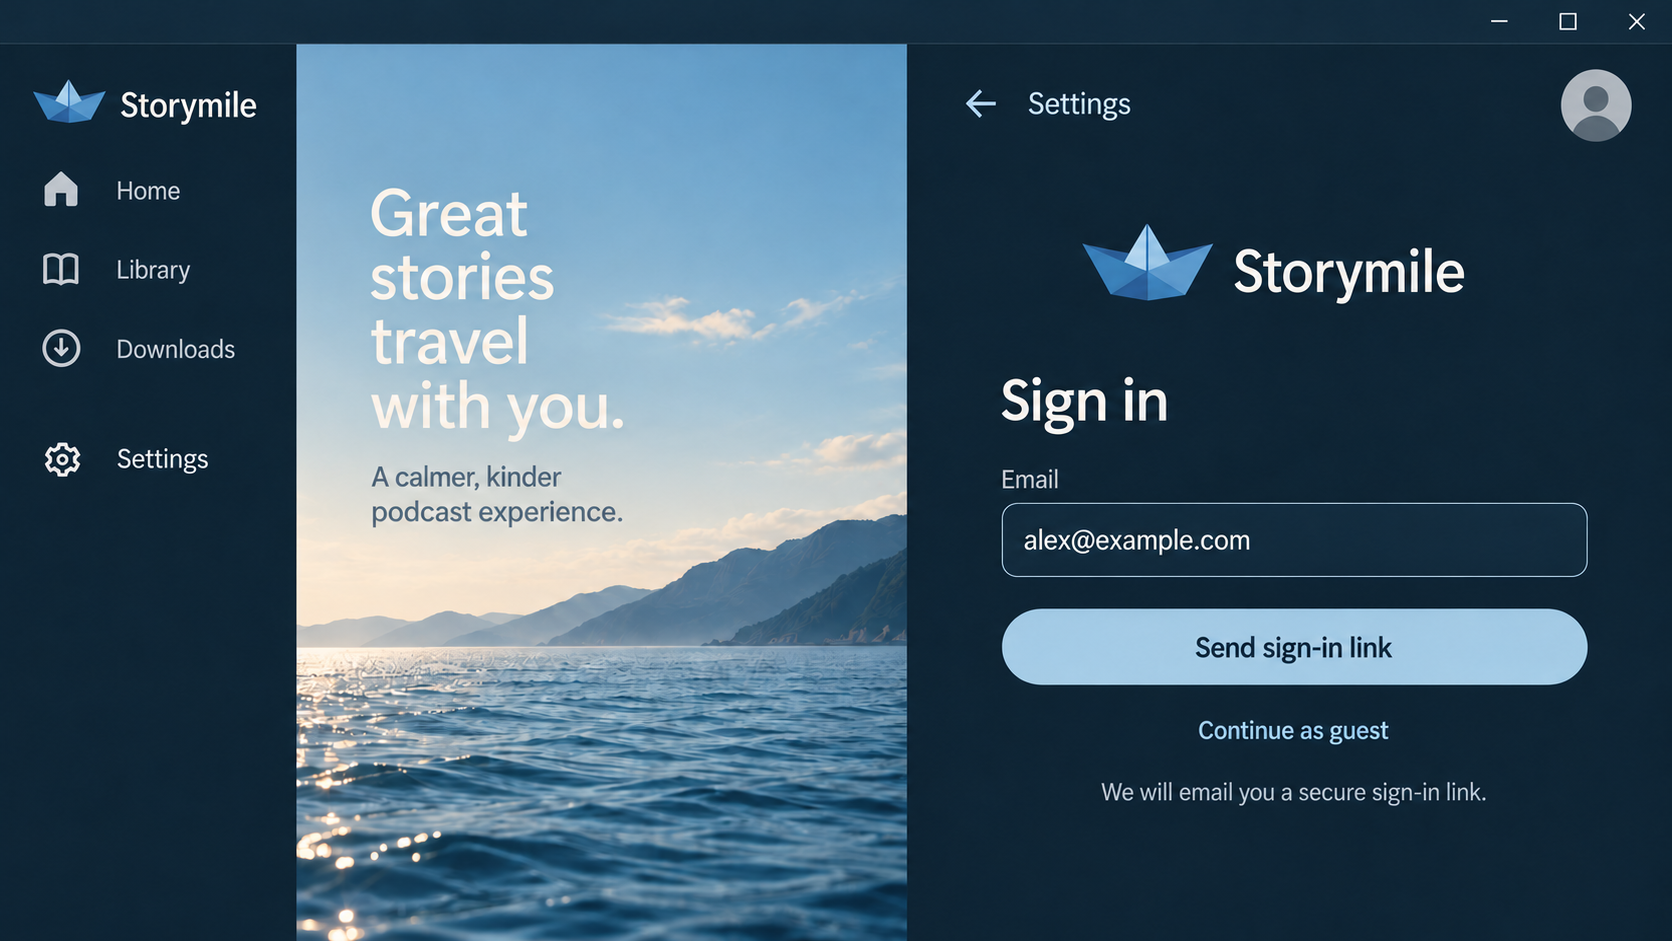 Storymile
Home
Library
Downloads
Settings
Great
stories
travel
with you.
A calmer, kinder
podcast experience.
Settings
Storymile
Sign in
Email
alex@example.com
Send sign-in link
Continue as guest
We will email you a secure sign-in link.